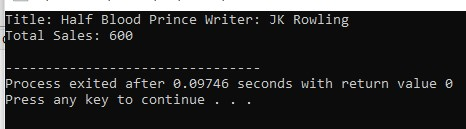 Title: Half Blood Prince Writer: JK Rowling
Total Sales: 600
--------------------------------
Process exited after 0.09746 seconds with return value 0
Press any key to continue . . .